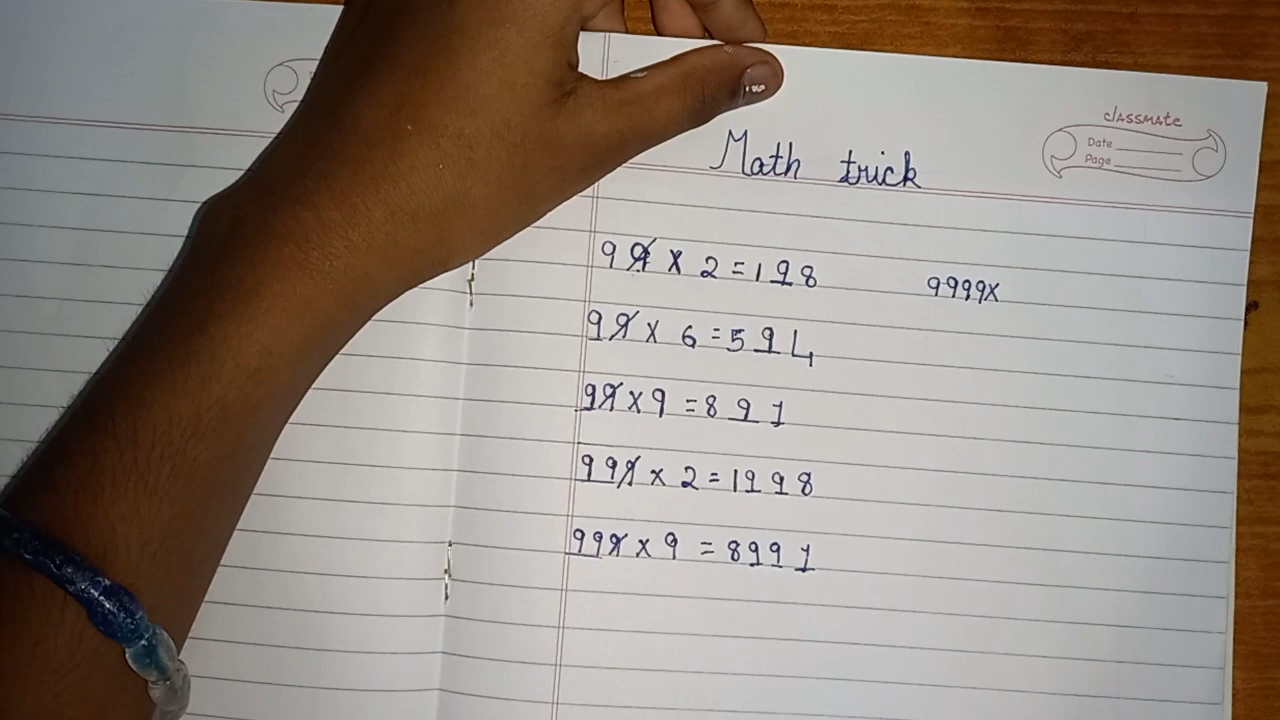 classmate
Date
Page
Math trick
99 x 2 = 198
9999x
99 x 6 = 594
99 x 9 = 891
999 x 2 = 1998
999 x 9 = 8991